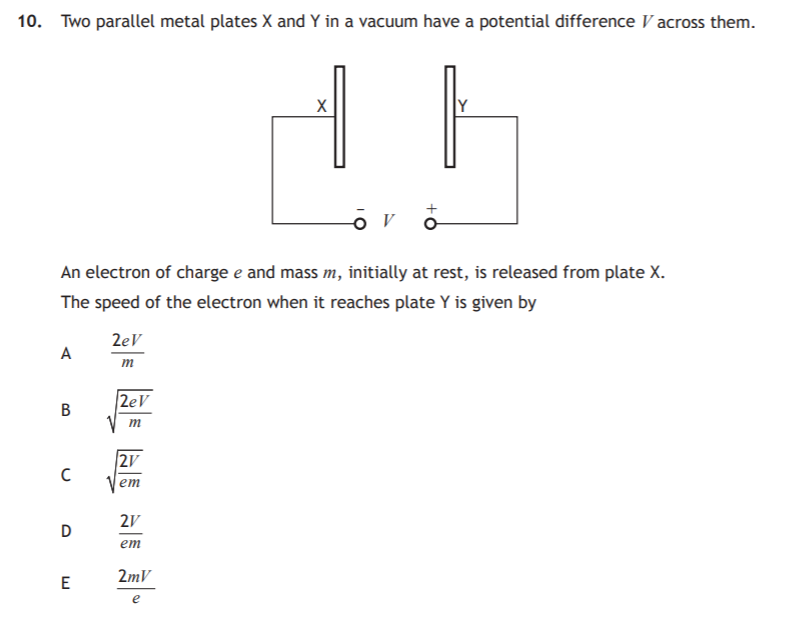 10. Two parallel metal plates X and Y in a vacuum have a potential difference V across them.
X Y
− V +
An electron of charge e and mass m, initially at rest, is released from plate X.
The speed of the electron when it reaches plate Y is given by
A 2eV/m
B √(2eV/m)
C √(2V/em)
D 2V/em
E 2mV/e